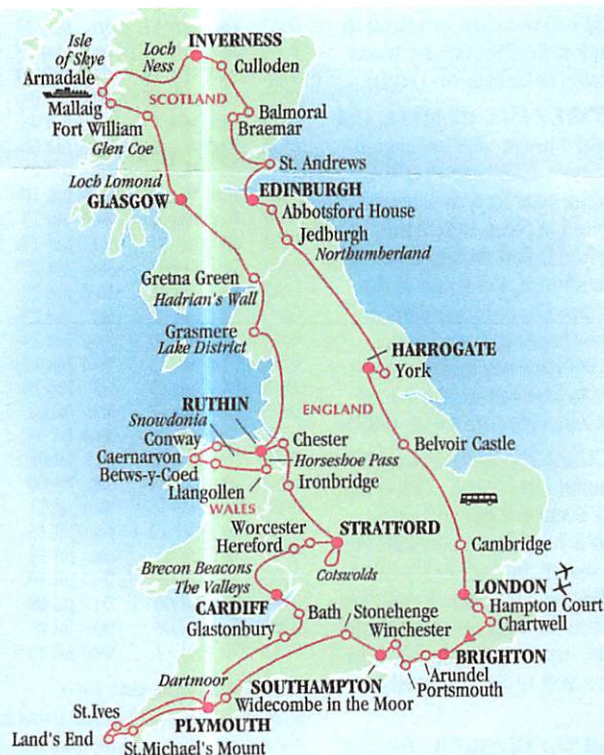 INVERNESS
Isle
of Skye
Loch
Ness
Armadale
Culloden
SCOTLAND
Mallaig
Balmoral
Fort William
Braemar
Glen Coe
St. Andrews
Loch Lomond
GLASGOW
EDINBURGH
Abbotsford House
Jedburgh
Northumberland
Gretna Green
Hadrian's Wall
Grasmere
Lake District
HARROGATE
York
RUTHIN
ENGLAND
Snowdonia
Conway
Chester
Belvoir Castle
Caernarvon
Horseshoe Pass
Betws-y-Coed
Ironbridge
Llangollen
WALES
Worcester
STRATFORD
Hereford
Cambridge
Brecon Beacons
Cotswolds
The Valleys
LONDON
CARDIFF
Hampton Court
Bath
Stonehenge
Chartwell
Glastonbury
Winchester
BRIGHTON
Arundel
Dartmoor
SOUTHAMPTON
Portsmouth
Widecombe in the Moor
St.Ives
PLYMOUTH
Land's End
St.Michael's Mount